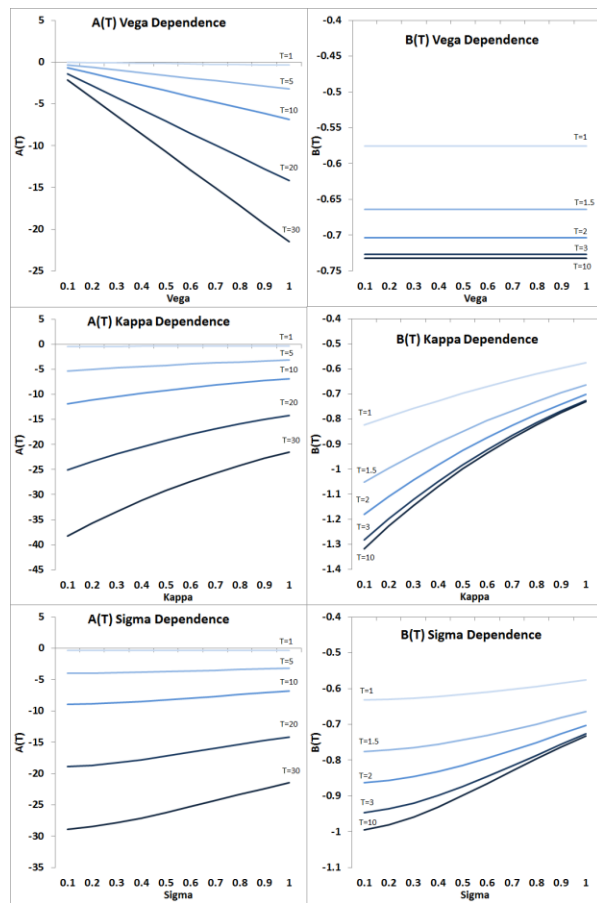 A(T) Vega Dependence
5
0
-5
-10
-15
-20
-25
A(T)
T=1
T=5
T=10
T=20
T=30
0.1 0.2 0.3 0.4 0.5 0.6 0.7 0.8 0.9 1
Vega
B(T) Vega Dependence
-0.4
-0.45
-0.5
-0.55
-0.6
-0.65
-0.7
-0.75
B(T)
T=1
T=1.5
T=2
T=3
T=10
0.1 0.2 0.3 0.4 0.5 0.6 0.7 0.8 0.9 1
Vega
A(T) Kappa Dependence
5
0
-5
-10
-15
-20
-25
-30
-35
-40
-45
A(T)
T=1
T=5
T=10
T=20
T=30
0.1 0.2 0.3 0.4 0.5 0.6 0.7 0.8 0.9 1
Kappa
B(T) Kappa Dependence
-0.4
-0.5
-0.6
-0.7
-0.8
-0.9
-1
-1.1
-1.2
-1.3
-1.4
B(T)
T=1
T=1.5
T=2
T=3
T=10
0.1 0.2 0.3 0.4 0.5 0.6 0.7 0.8 0.9 1
Kappa
A(T) Sigma Dependence
5
0
-5
-10
-15
-20
-25
-30
-35
A(T)
T=1
T=5
T=10
T=20
T=30
0.1 0.2 0.3 0.4 0.5 0.6 0.7 0.8 0.9 1
Sigma
B(T) Sigma Dependence
-0.4
-0.5
-0.6
-0.7
-0.8
-0.9
-1
-1.1
B(T)
T=1
T=1.5
T=2
T=3
T=10
0.1 0.2 0.3 0.4 0.5 0.6 0.7 0.8 0.9 1
Sigma